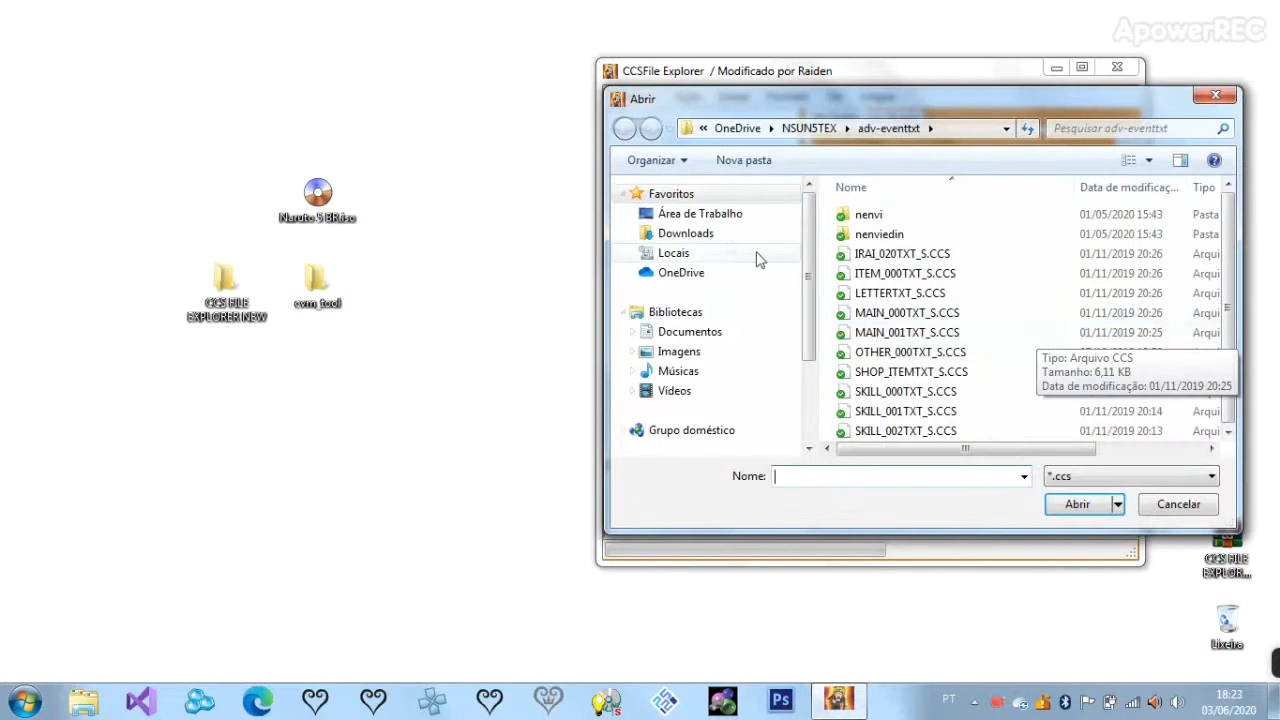 ApowerREC
CCSFile Explorer / Modificado por Raiden
Abrir
« OneDrive NSUN5TEX adv-eventtxt
Pesquisar adv-eventtxt
Organizar
Nova pasta
Favoritos
Área de Trabalho
Downloads
Locais
OneDrive
Bibliotecas
Documentos
Imagens
Músicas
Vídeos
Grupo doméstico
Nome Data de modificaç... Tipo
nenvi 01/05/2020 15:43 Pasta
nenviedin 01/05/2020 15:43 Pasta
IRAI_020TXT_S.CCS 01/11/2019 20:26 Arqui
ITEM_000TXT_S.CCS 01/11/2019 20:26 Arqui
LETTERTXT_S.CCS 01/11/2019 20:26 Arqui
MAIN_000TXT_S.CCS 01/11/2019 20:26 Arqui
MAIN_001TXT_S.CCS 01/11/2019 20:25 Arqui
OTHER_000TXT_S.CCS
SHOP_ITEMTXT_S.CCS
SKILL_000TXT_S.CCS
SKILL_001TXT_S.CCS 01/11/2019 20:14 Arqui
SKILL_002TXT_S.CCS 01/11/2019 20:13 Arqui
Tipo: Arquivo CCS
Tamanho: 6,11 KB
Data de modificação: 01/11/2019 20:25
Nome:
*.ccs
Abrir
Cancelar
Naruto 5 BR.iso
CCS FILE
EXPLORER NEW
cvm_tool
CCS FILE
EXPLOR...
Lixeira
Ps
PT
18:23
03/06/2020